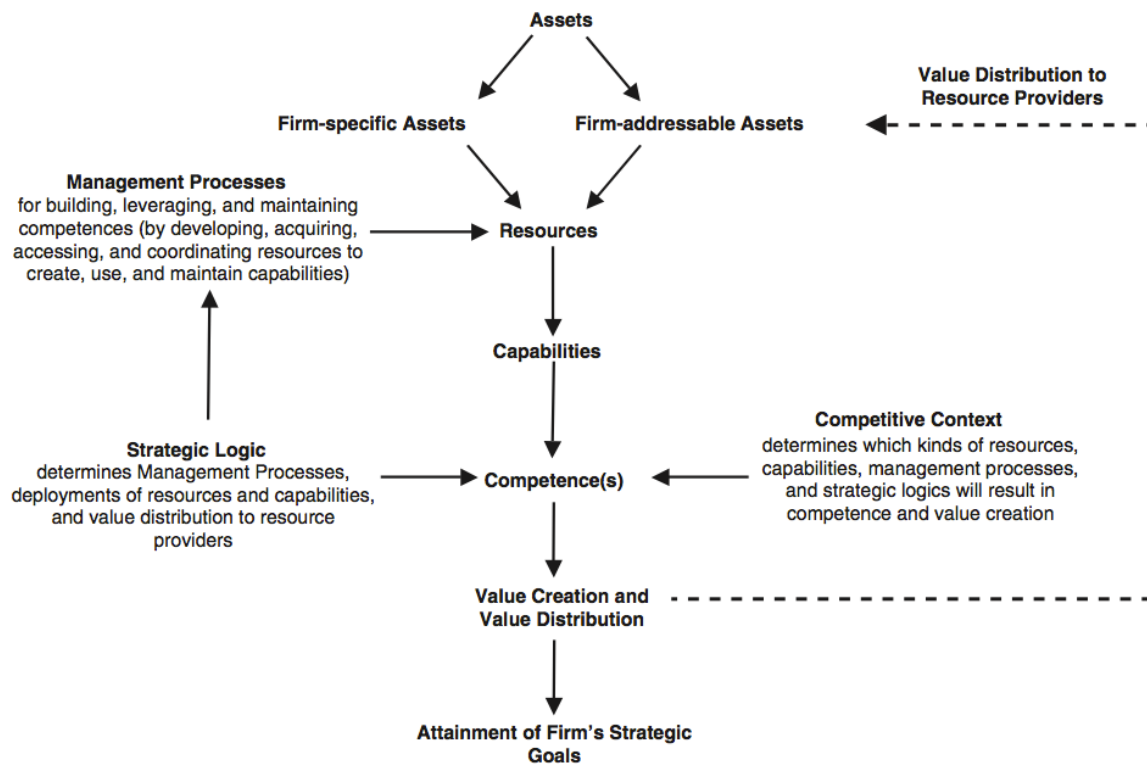 Assets
Value Distribution to
Resource Providers
Firm-specific Assets
Firm-addressable Assets
Management Processes
for building, leveraging, and maintaining
competences (by developing, acquiring,
accessing, and coordinating resources to
create, use, and maintain capabilities)
Resources
Capabilities
Strategic Logic
determines Management Processes,
deployments of resources and capabilities,
and value distribution to resource
providers
Competence(s)
Competitive Context
determines which kinds of resources,
capabilities, management processes,
and strategic logics will result in
competence and value creation
Value Creation and
Value Distribution
Attainment of Firm's Strategic
Goals